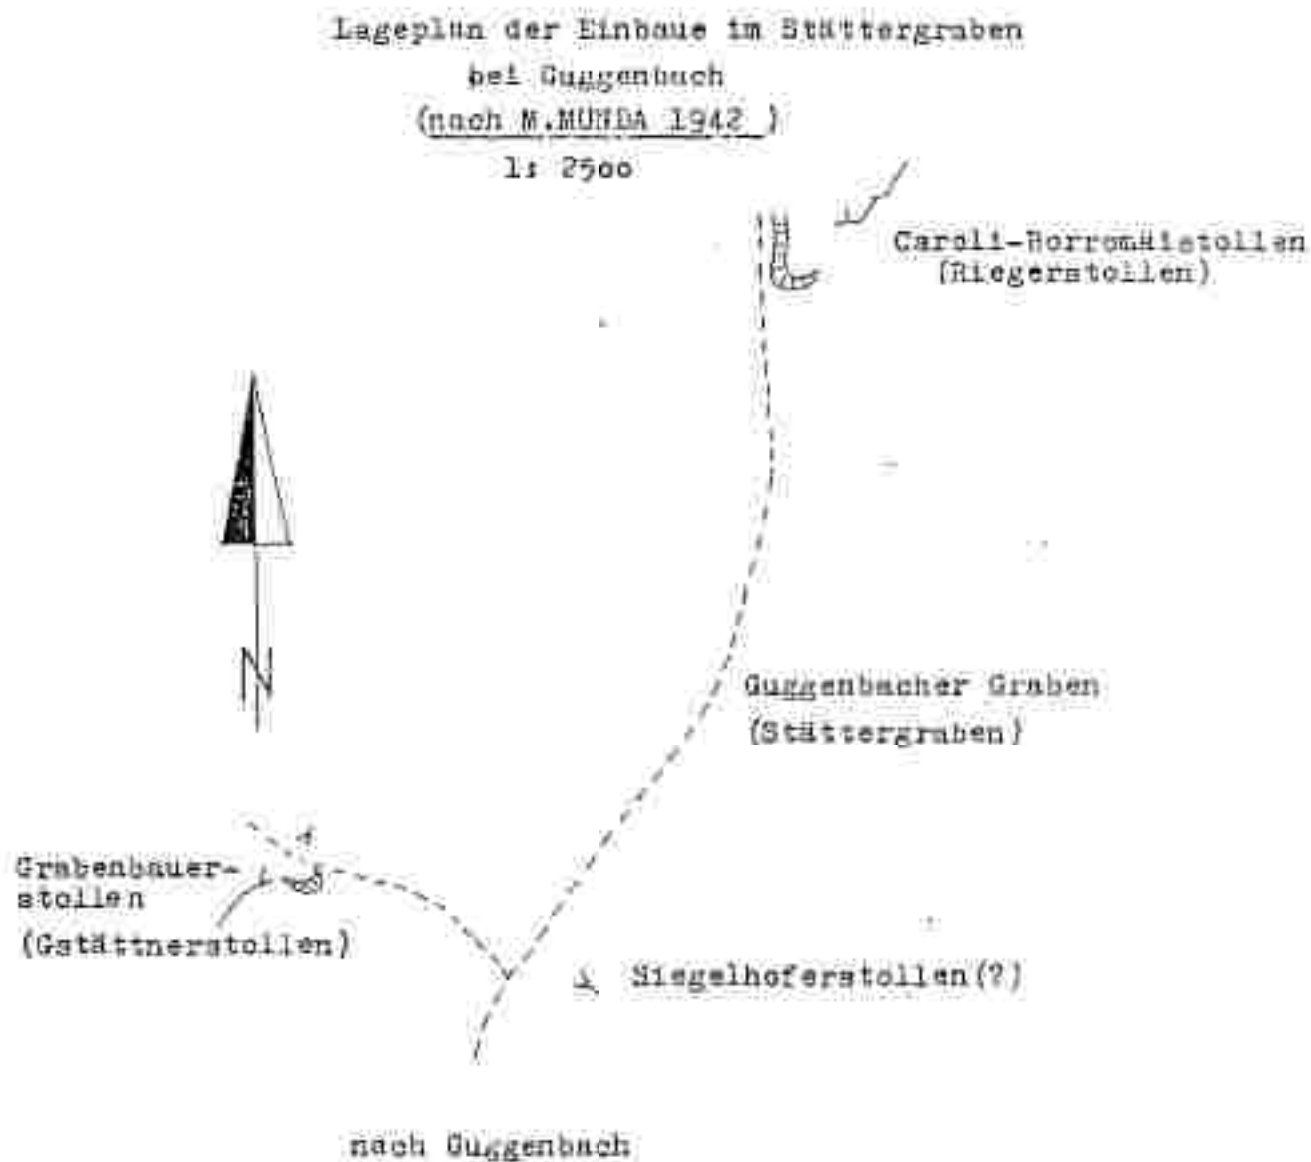 Lageplan der Einbaue im Stättergraben
bei Guggenbach
(nach M.MUNDA 1942 )
1: 2500
Caroli-Borromäistollen
(Riegerstollen)
N
Guggenbacher Graben
(Stättergraben)
Grabenbauer-
stollen
(Gstättnerstollen)
Siegelhoferstollen(?)
nach Guggenbach